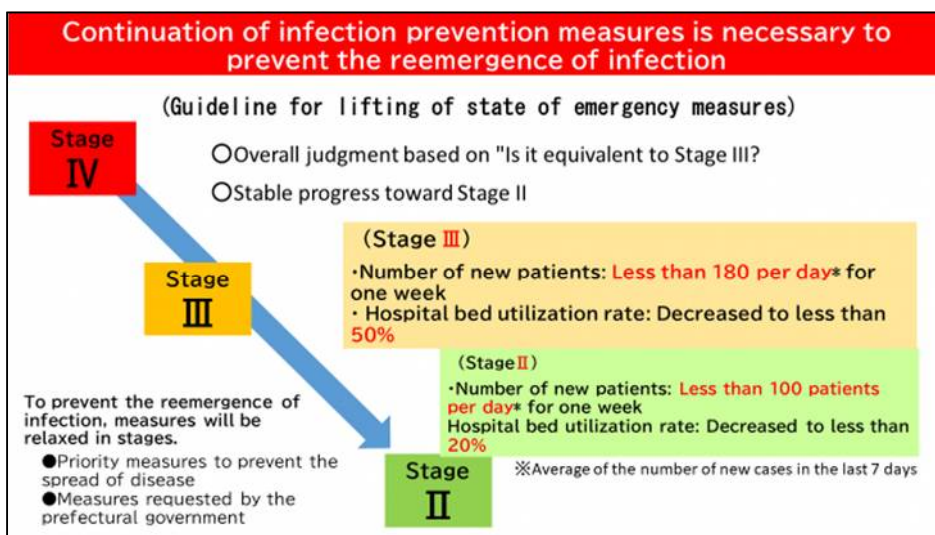 Continuation of infection prevention measures is necessary to
prevent the reemergence of infection
(Guideline for lifting of state of emergency measures)
Stage
Ⅳ
○Overall judgment based on "Is it equivalent to Stage III?
○Stable progress toward Stage II
(Stage Ⅲ)
・Number of new patients: Less than 180 per day* for
one week
・ Hospital bed utilization rate: Decreased to less than
50%
Stage
Ⅲ
(Stage Ⅱ)
・Number of new patients: Less than 100 patients
per day* for one week
Hospital bed utilization rate: Decreased to less than
20%
To prevent the reemergence of
infection, measures will be
relaxed in stages.
●Priority measures to prevent the
spread of disease
●Measures requested by the
prefectural government
Stage
Ⅱ
※Average of the number of new cases in the last 7 days